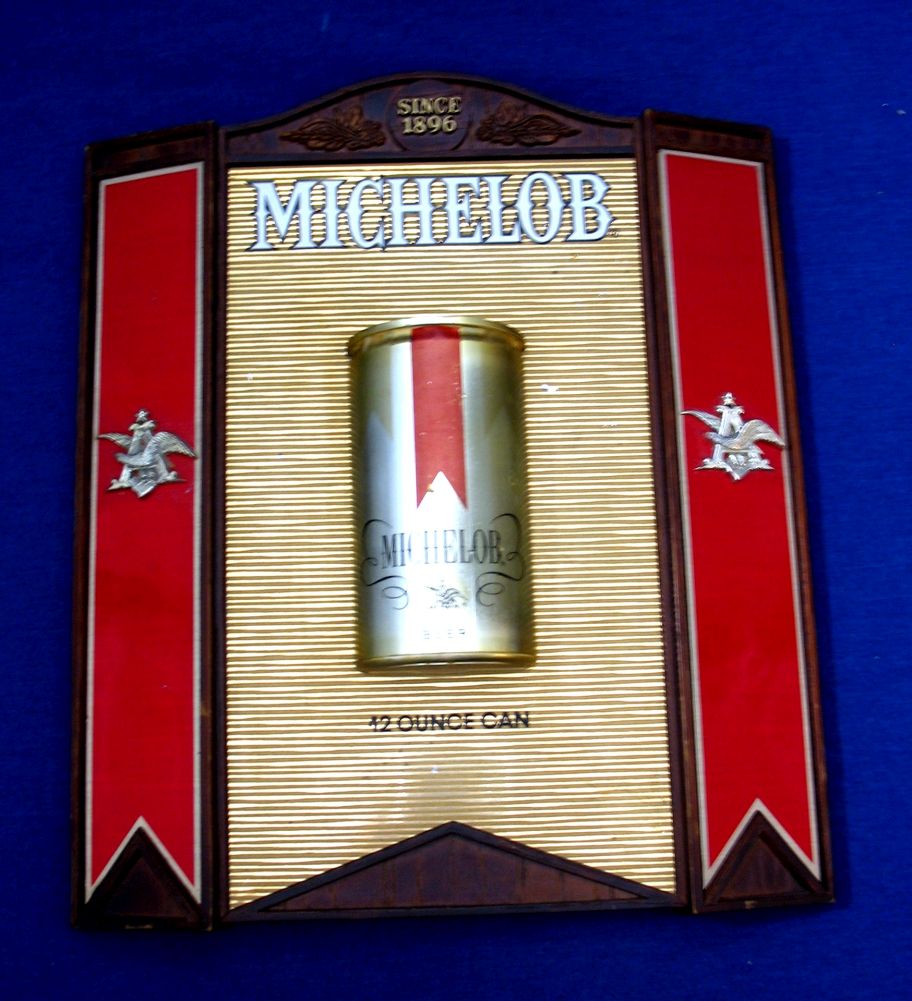 SINCE
1896
MICHELOB
MICHELOB
BEER
12 OUNCE CAN